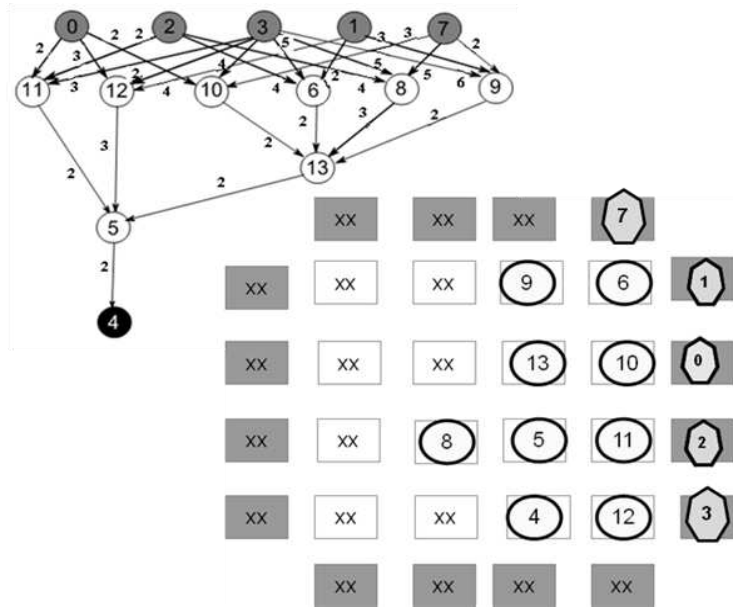 0 2 3 1 7
2 2 2 2 5 3 3
3 4 2
2 3 4 4 2 4 5 5 6
11 12 10 6 8 9
2 3 2 2 3 2
13
2
5
2
4
XX XX XX 7
XX XX XX 9 6 1
XX XX XX 13 10 0
XX XX 8 5 11 2
XX XX XX 4 12 3
XX XX XX XX